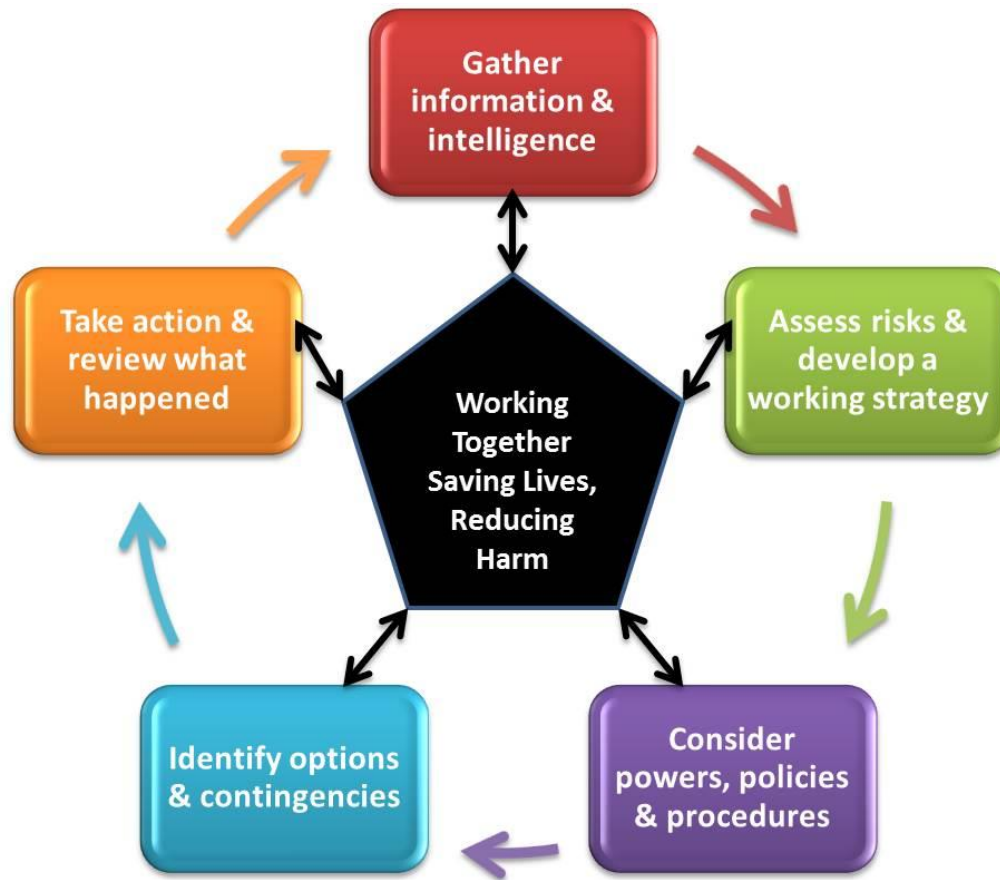 Gather
information &
intelligence
Assess risks &
develop a
working strategy
Consider
powers, policies
& procedures
Identify options
& contingencies
Take action &
review what
happened
Working
Together
Saving Lives,
Reducing
Harm